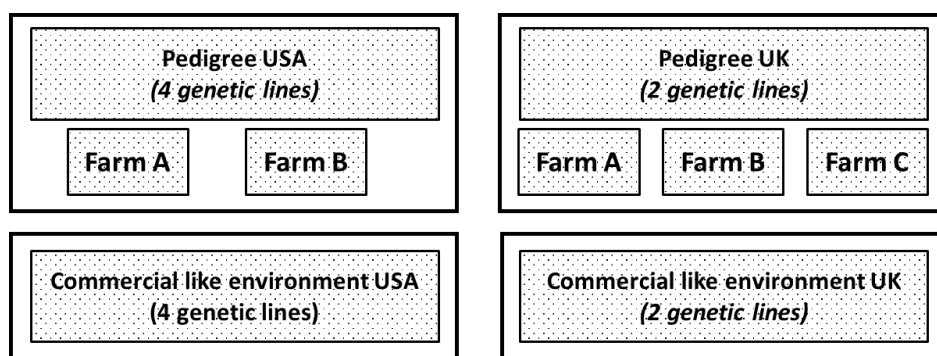 Pedigree USA
(4 genetic lines)
Farm A
Farm B
Pedigree UK
(2 genetic lines)
Farm A
Farm B
Farm C
Commercial like environment USA
(4 genetic lines)
Commercial like environment UK
(2 genetic lines)